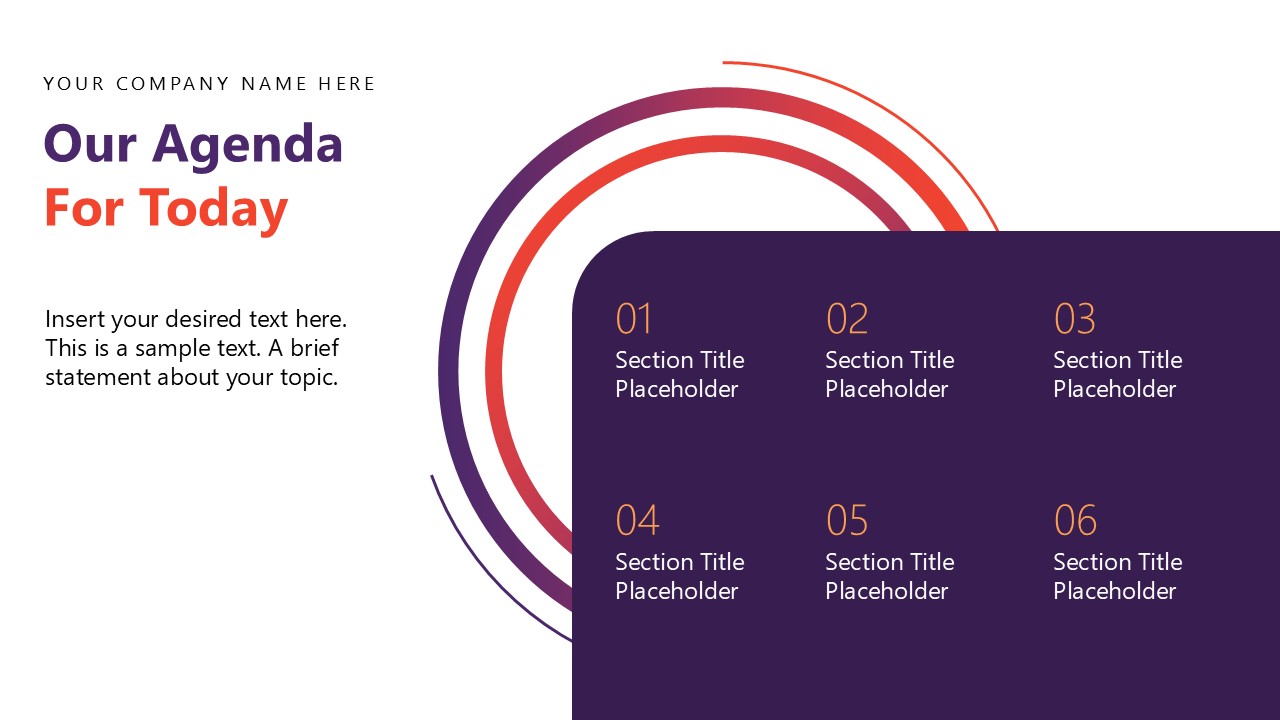 YOUR COMPANY NAME HERE
Our Agenda
For Today
Insert your desired text here.
This is a sample text. A brief
statement about your topic.
01
Section Title
Placeholder
02
Section Title
Placeholder
03
Section Title
Placeholder
04
Section Title
Placeholder
05
Section Title
Placeholder
06
Section Title
Placeholder